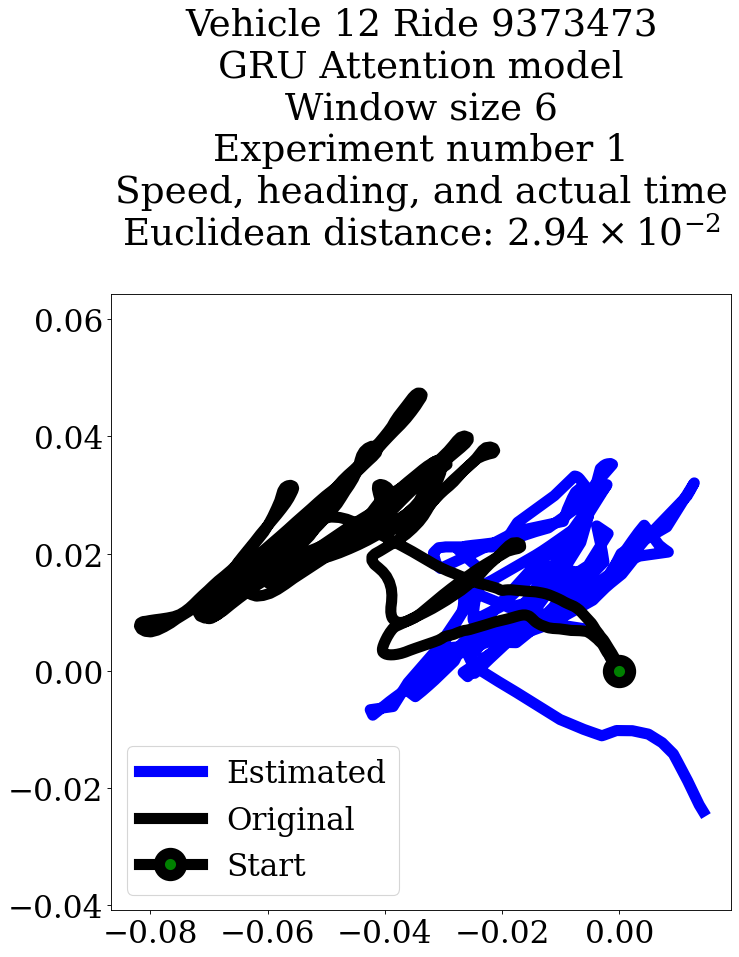 Vehicle 12 Ride 9373473
GRU Attention model
Window size 6
Experiment number 1
Speed, heading, and actual time
Euclidean distance: 2.94 × 10⁻²
0.06
0.04
0.02
0.00
−0.02
−0.04
Estimated
Original
Start
−0.08 −0.06 −0.04 −0.02 0.00